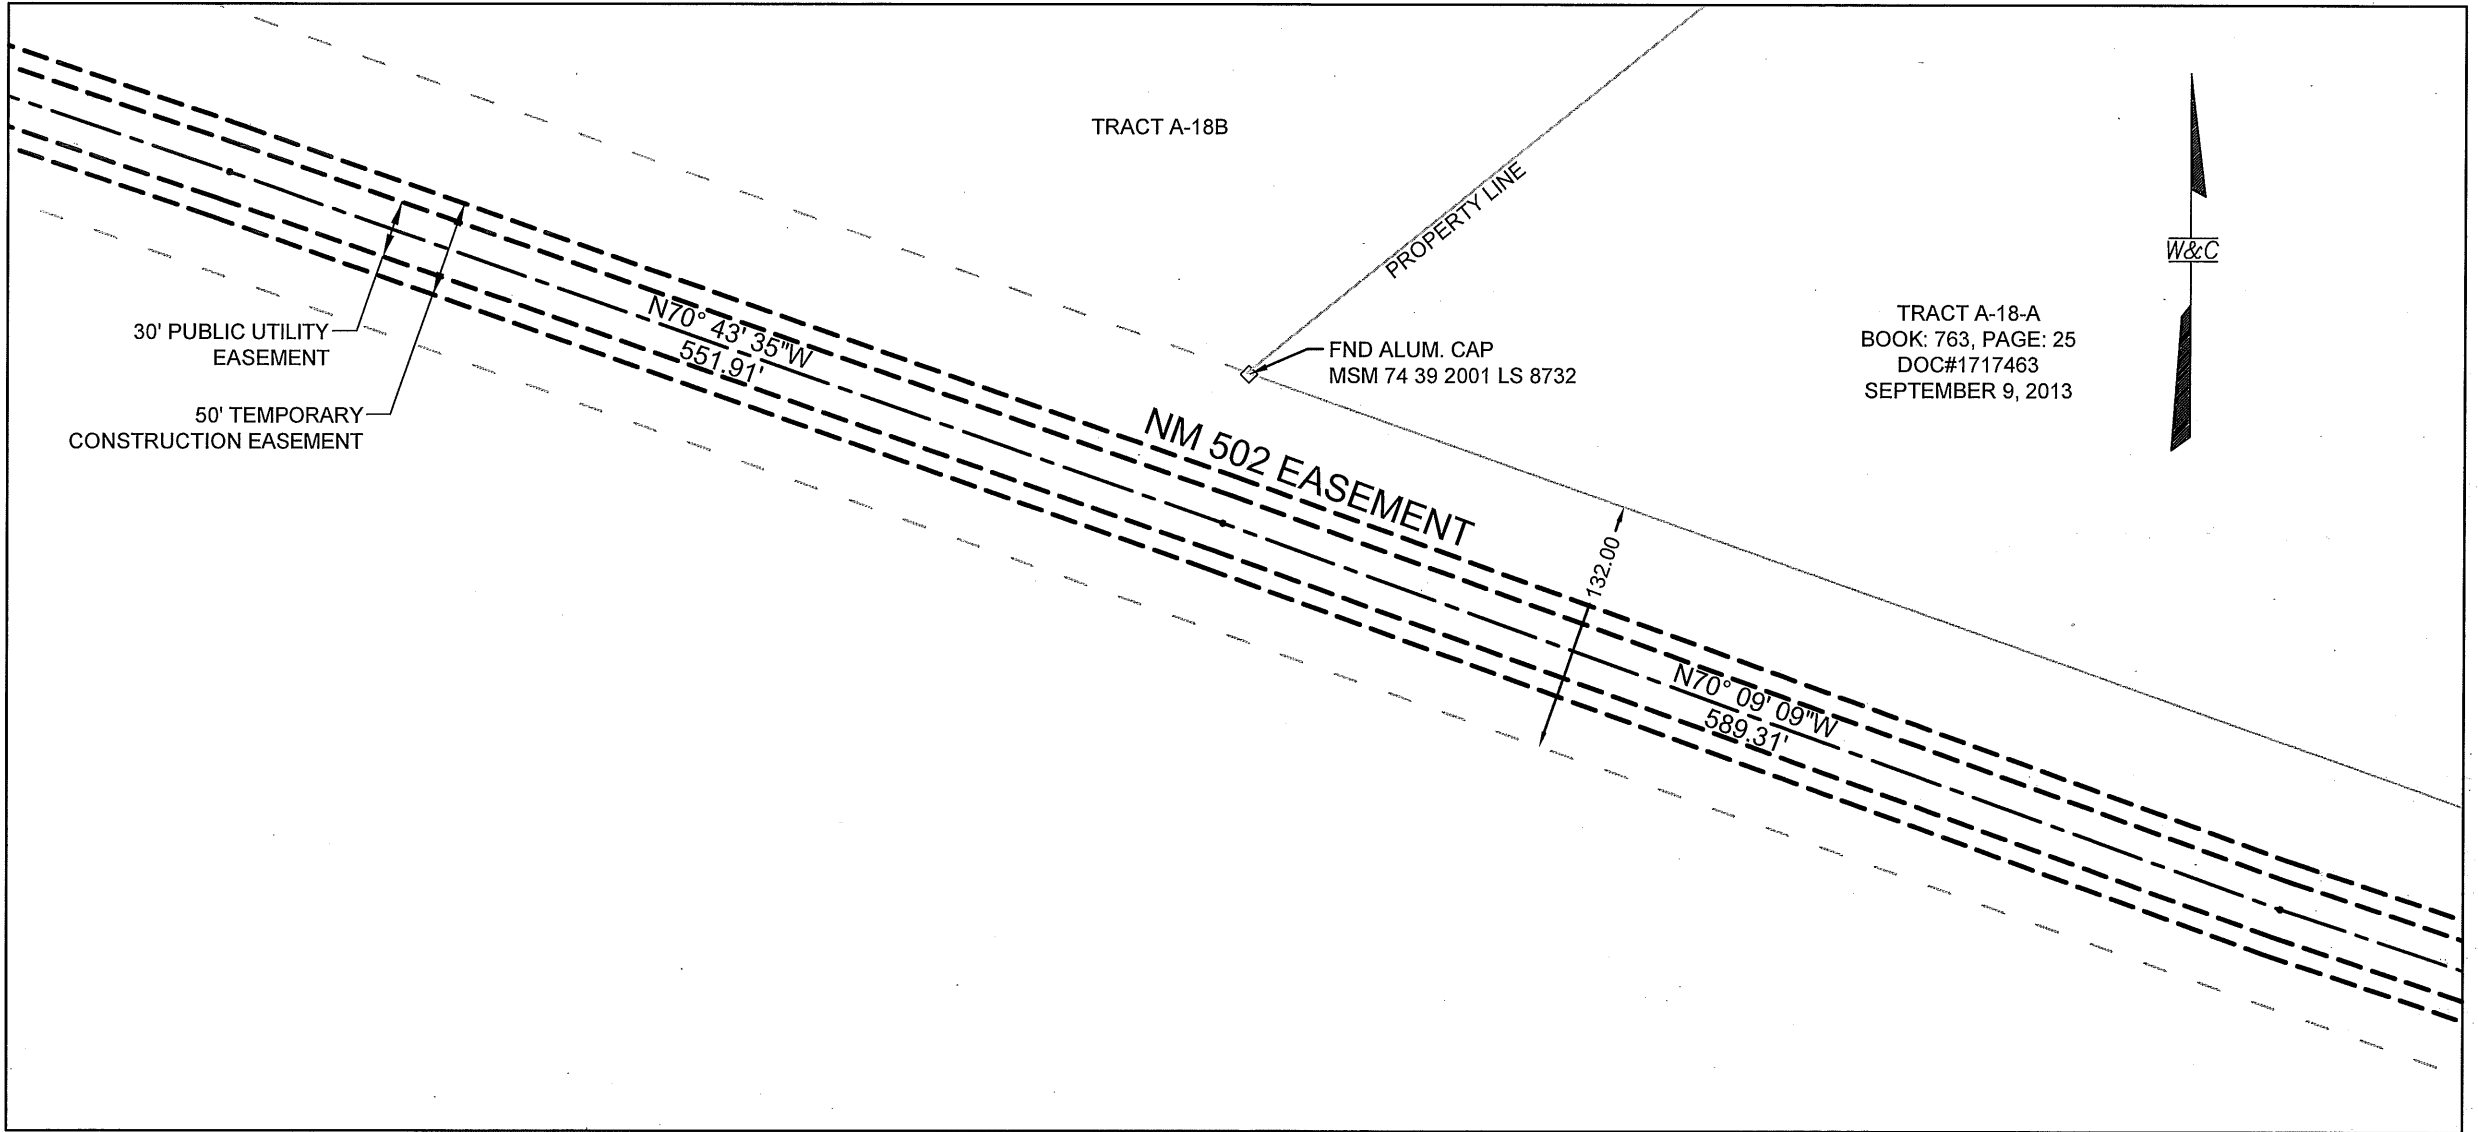 TRACT A-18B
PROPERTY LINE
W&C
30' PUBLIC UTILITY
EASEMENT
50' TEMPORARY
CONSTRUCTION EASEMENT
N70° 43' 35"W
551.91'
FND ALUM. CAP
MSM 74 39 2001 LS 8732
TRACT A-18-A
BOOK: 763, PAGE: 25
DOC#1717463
SEPTEMBER 9, 2013
NM 502 EASEMENT
132.00
N70° 09' 09"W
589.31'